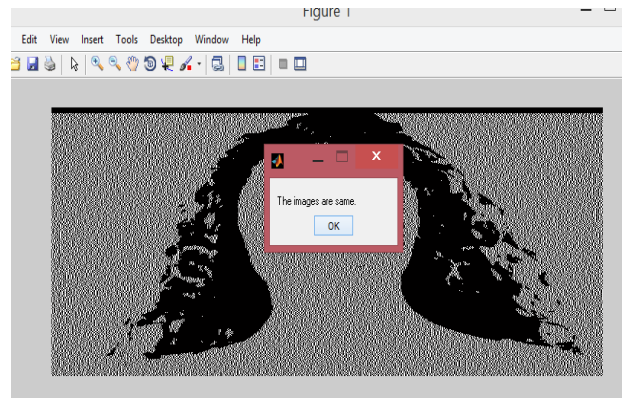 Figure 1
Edit View Insert Tools Desktop Window Help
The images are same.
OK